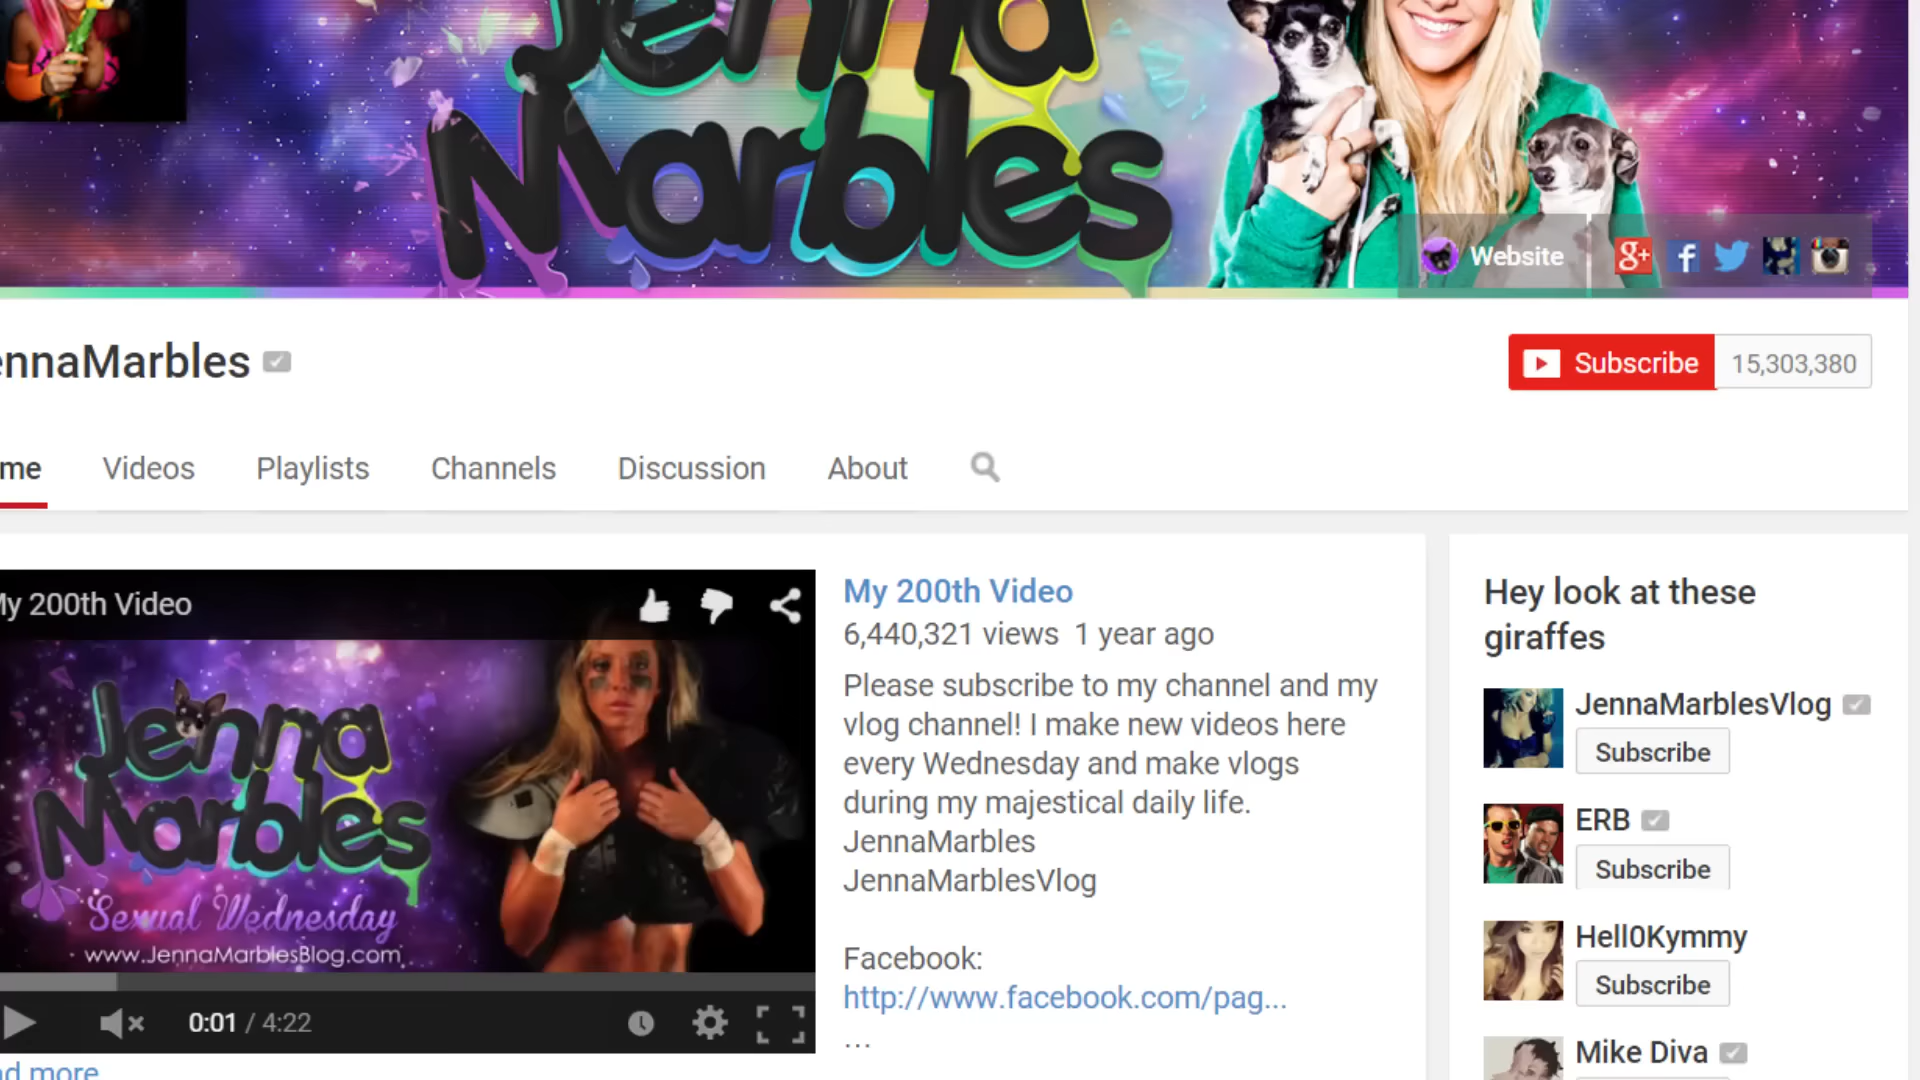 Jenna
Marbles
Website
g+
f
ennaMarbles
Subscribe 15,303,380
me Videos Playlists Channels Discussion About
My 200th Video
My 200th Video
6,440,321 views 1 year ago
Please subscribe to my channel and my
vlog channel! I make new videos here
every Wednesday and make vlogs
during my majestical daily life.
JennaMarbles
JennaMarblesVlog
Facebook:
http://www.facebook.com/pag...
...
Jenna
Marbles
Sexual Wednesday
www.JennaMarblesBlog.com
0:01 / 4:22
ad more
Hey look at these
giraffes
JennaMarblesVlog
Subscribe
ERB
Subscribe
Hell0Kymmy
Subscribe
Mike Diva